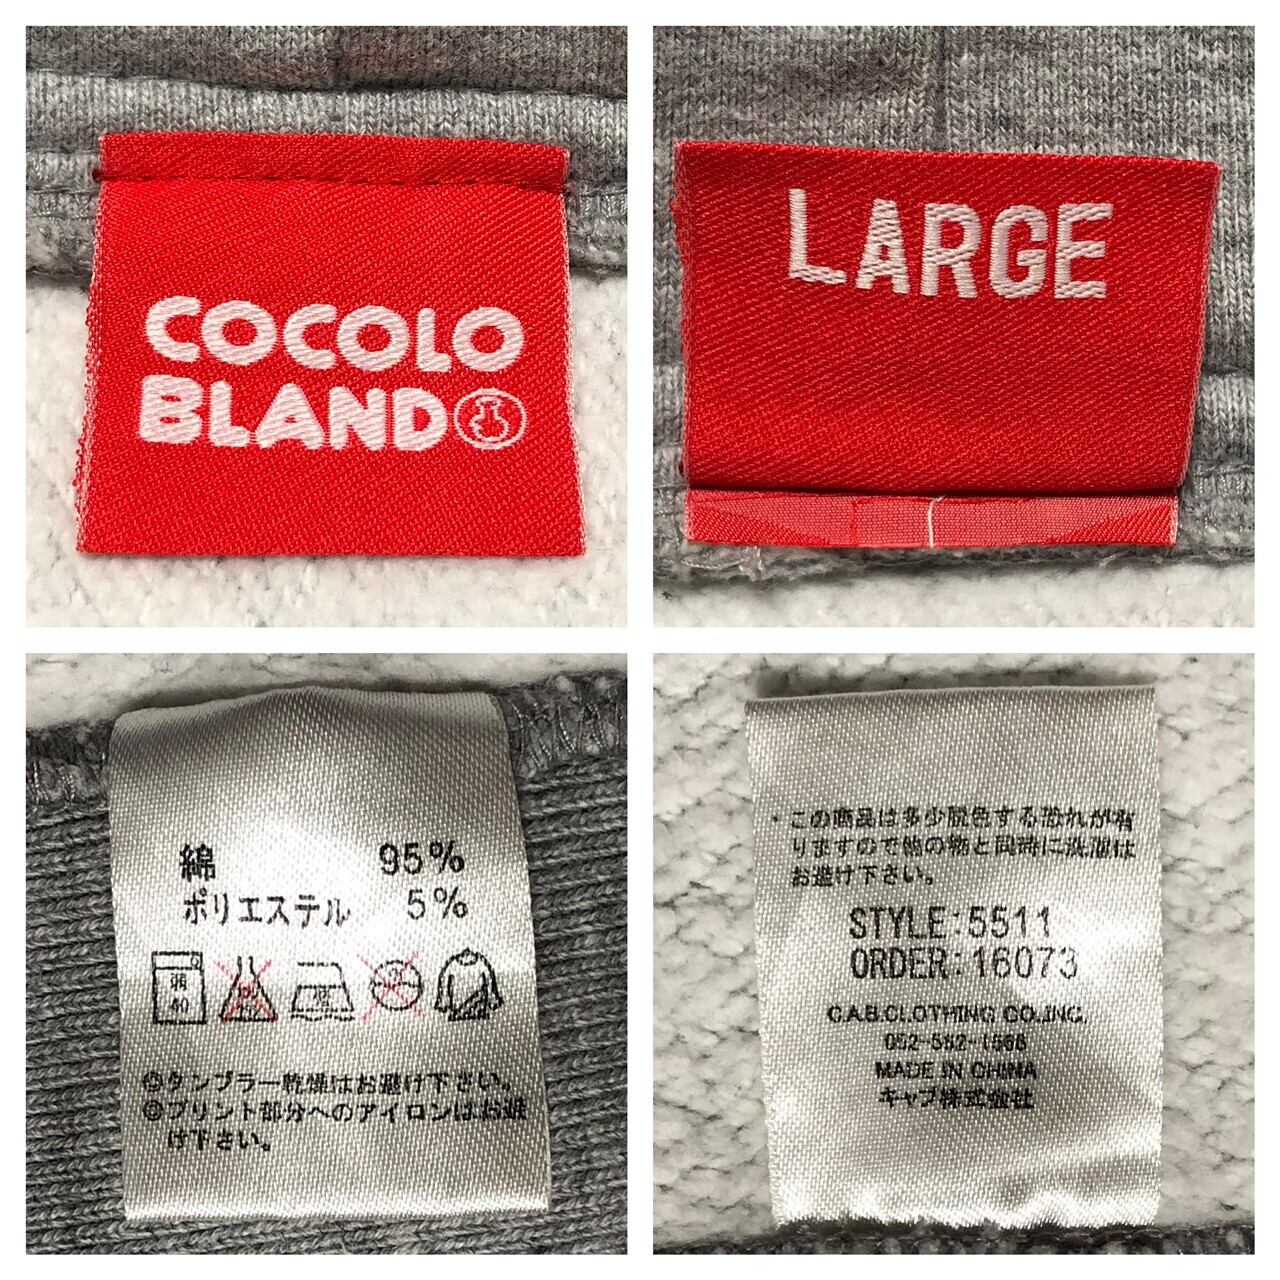 COCOLO
BLAND
LARGE
綿 95%
ポリエステル 5%
40
◎タンブラー乾燥はお避け下さい。
◎プリント部分へのアイロンはお避
け下さい。
・この商品は多少脱色する恐れが有
りますので他の物と同時に洗濯は
お避け下さい。
STYLE:5511
ORDER:16073
C.A.B.CLOTHING CO.,INC.
MADE IN CHINA
キャブ株式会社